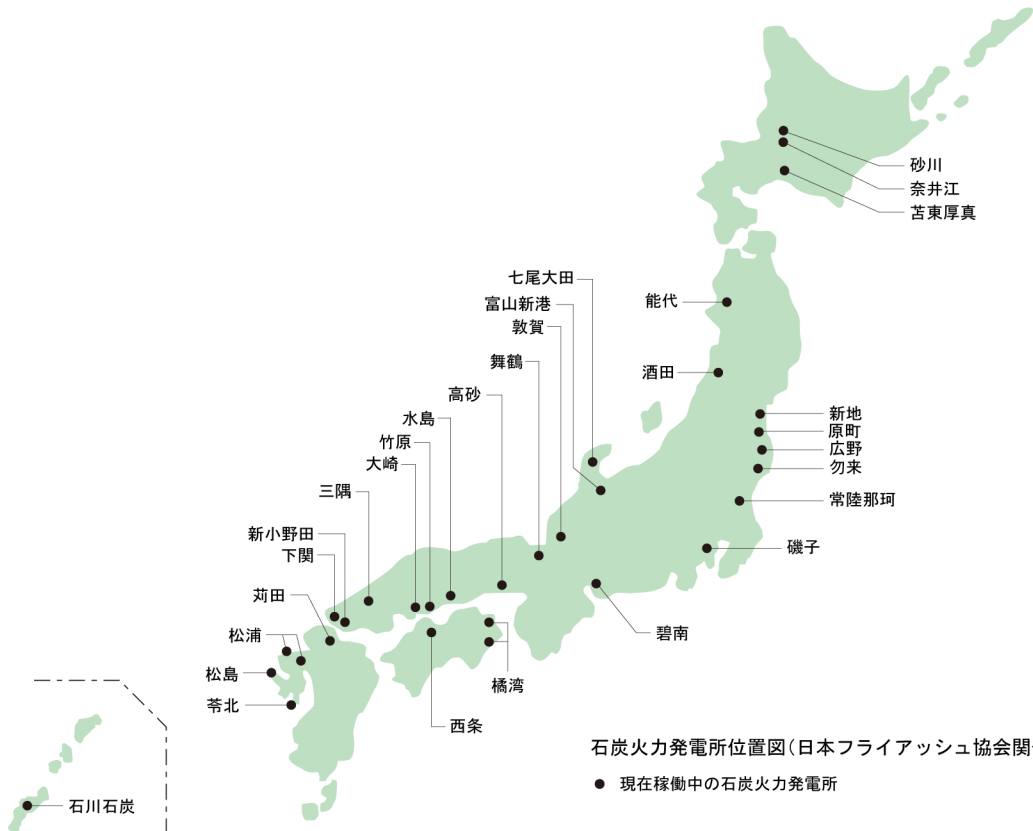 砂川
奈井江
苫東厚真
七尾大田
富山新港
敦賀
舞鶴
高砂
水島
竹原
大崎
三隅
新小野田
下関
苅田
松浦
松島
苓北
能代
酒田
新地
原町
広野
勿来
常陸那珂
磯子
碧南
橘湾
西条
石炭火力発電所位置図(日本フライアッシュ協会関
● 現在稼働中の石炭火力発電所
石川石炭